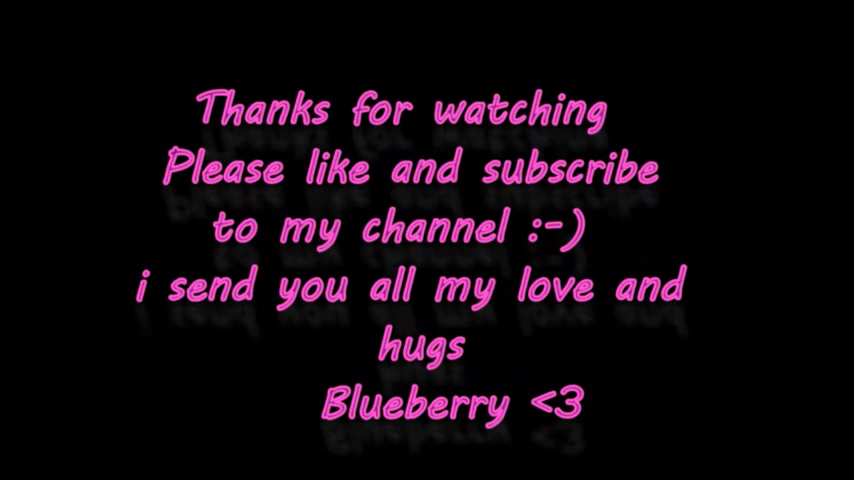 Thanks for watching
Please like and subscribe
to my channel :-)
i send you all my love and
hugs
Blueberry <3